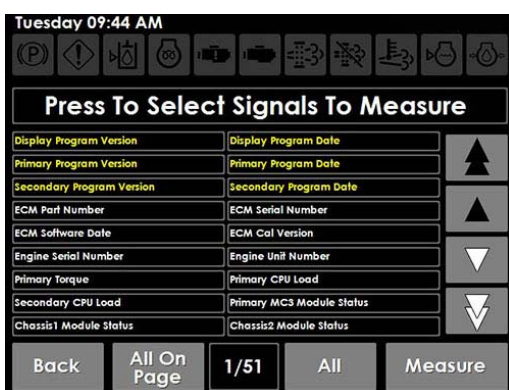 Tuesday 09:44 AM
Press To Select Signals To Measure
Display Program Version Display Program Date
Primary Program Version Primary Program Date
Secondary Program Version Secondary Program Date
ECM Part Number ECM Serial Number
ECM Software Date ECM Cal Version
Engine Serial Number Engine Unit Number
Primary Torque Primary CPU Load
Secondary CPU Load Primary MC3 Module Status
Chassis1 Module Status Chassis2 Module Status
Back All On Page 1/51 All Measure